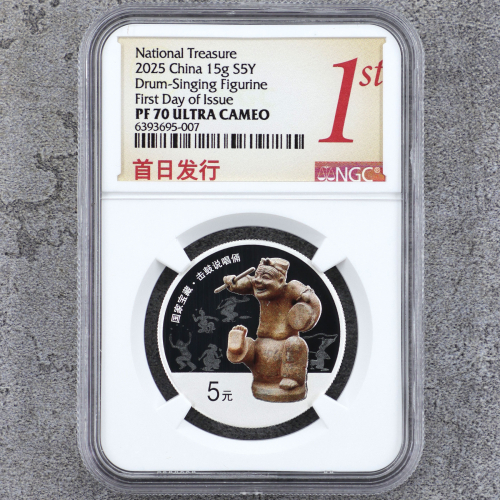 National Treasure
2025 China 15g S5Y
Drum-Singing Figurine
First Day of Issue
PF 70 ULTRA CAMEO
6393695-007
首日发行
1st
NGC®
国家宝藏·击鼓说唱俑
5元